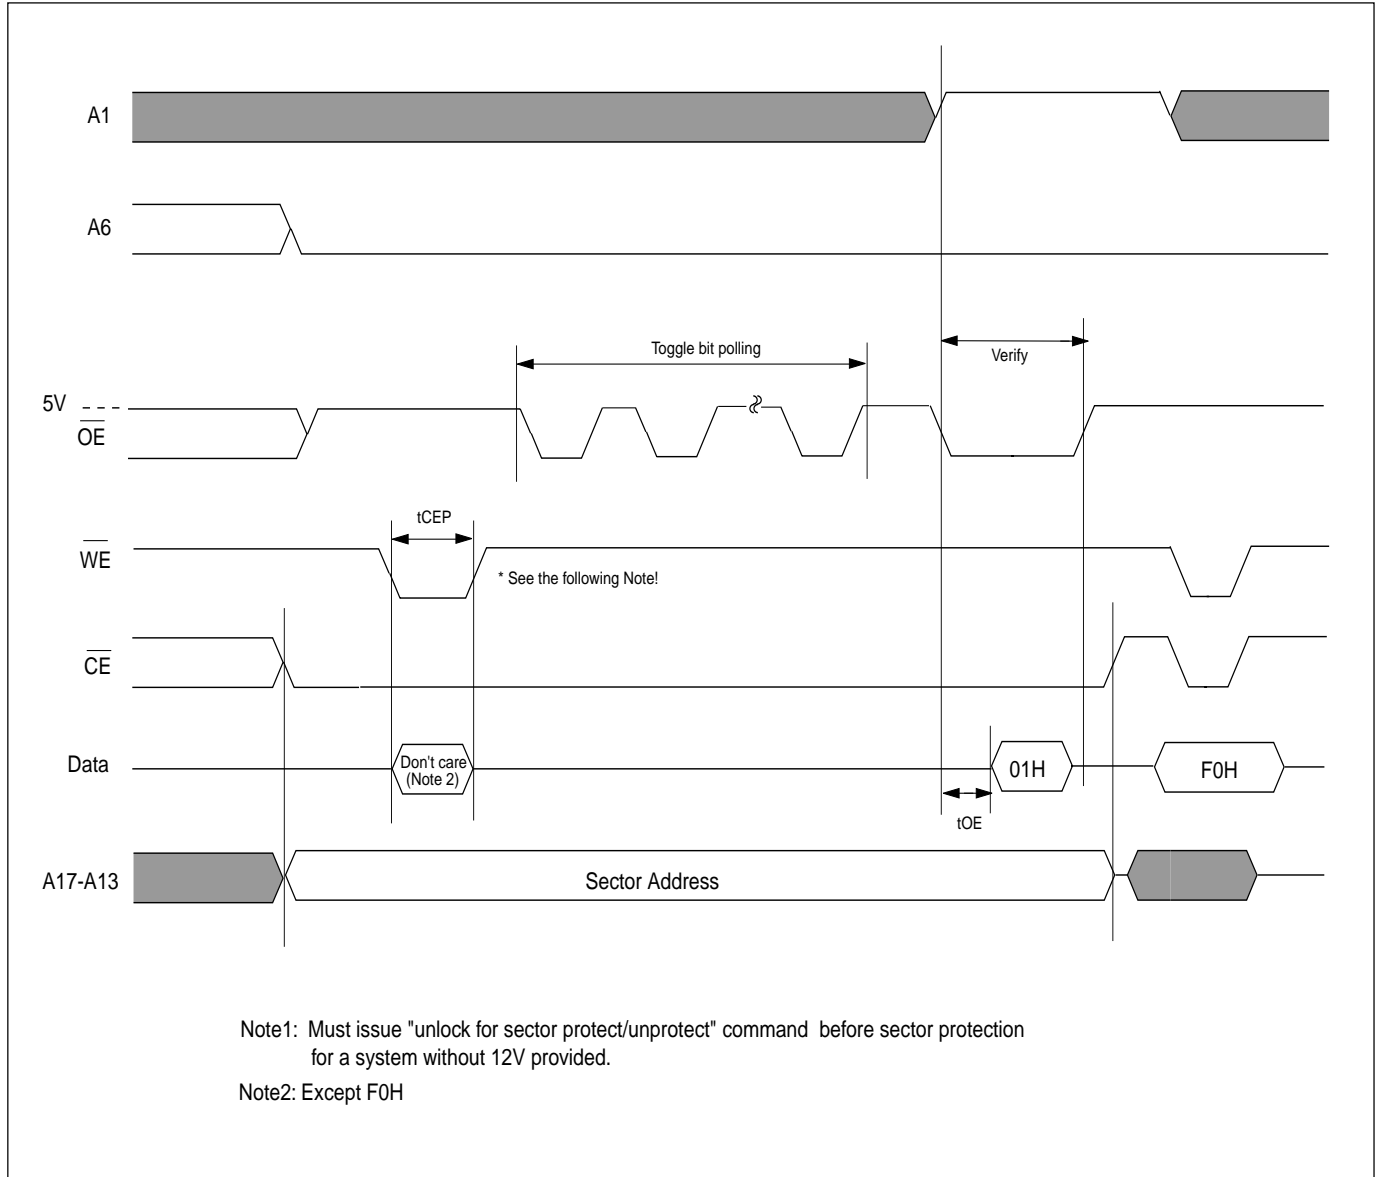 A1
A6
Toggle bit polling
Verify
5V
OE
tCEP
WE
* See the following Note!
CE
Data
Don't care
(Note 2)
01H
F0H
tOE
A17-A13
Sector Address
Note1: Must issue "unlock for sector protect/unprotect" command before sector protection
for a system without 12V provided.
Note2: Except F0H